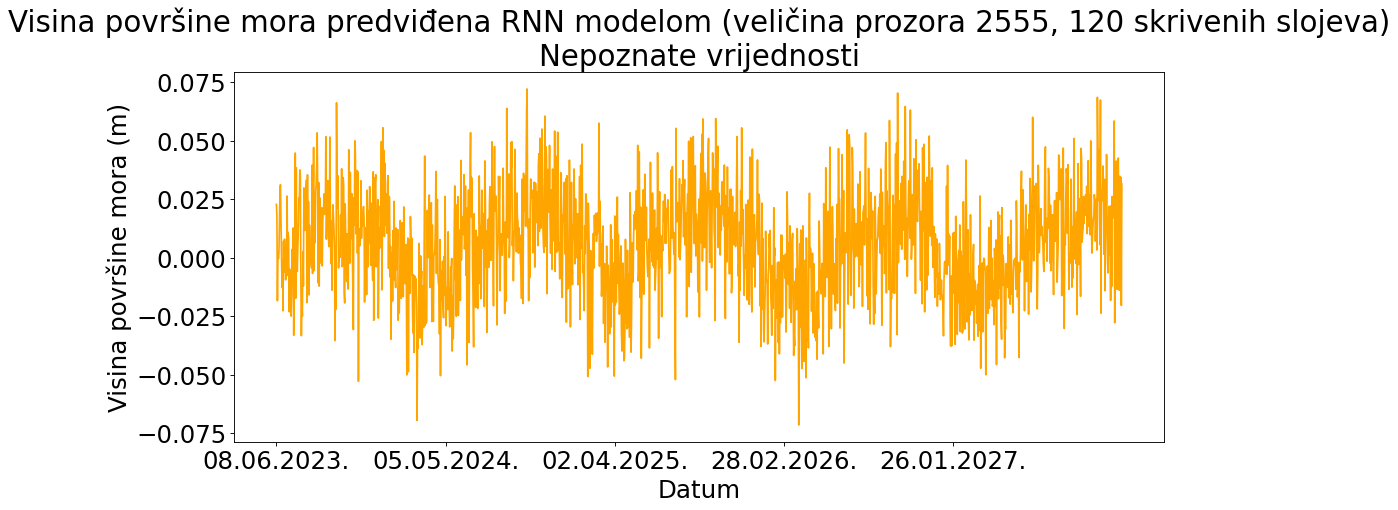 Visina površine mora predviđena RNN modelom (veličina prozora 2555, 120 skrivenih slojeva)
Nepoznate vrijednosti
Visina površine mora (m)
0.075
0.050
0.025
0.000
−0.025
−0.050
−0.075
08.06.2023. 05.05.2024. 02.04.2025. 28.02.2026. 26.01.2027.
Datum